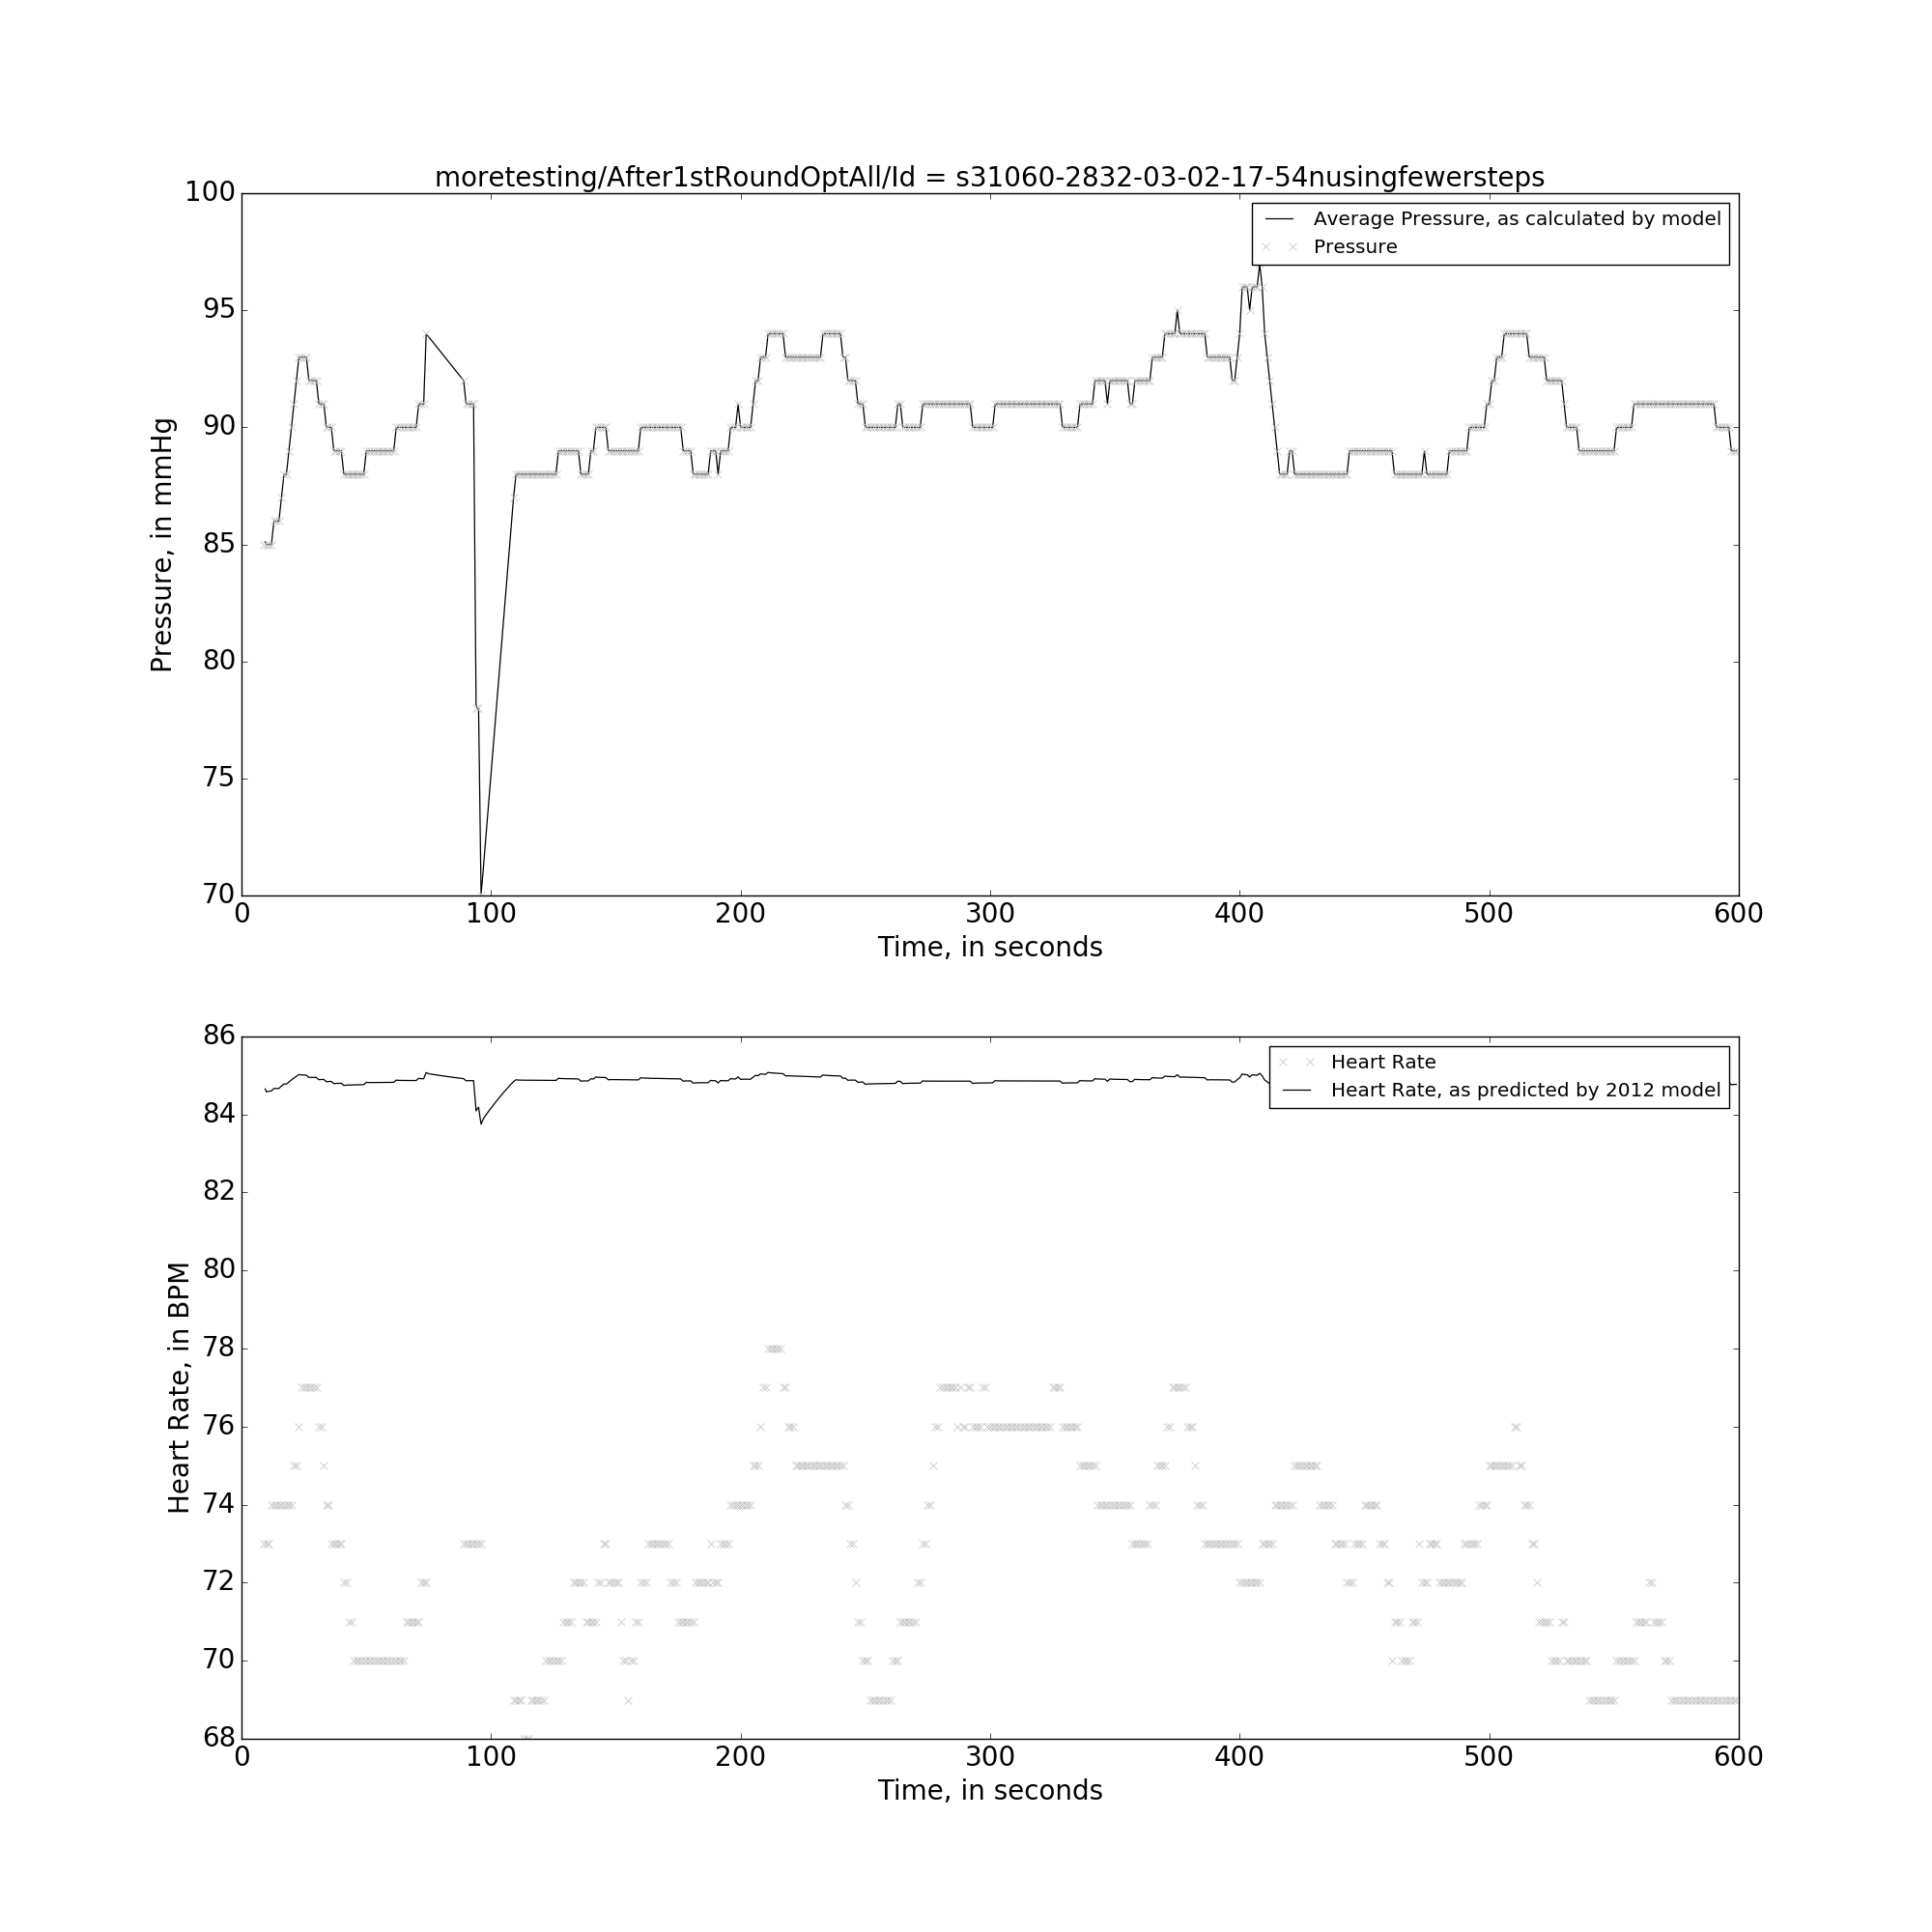 moretesting/After1stRoundOptAll/Id = s31060-2832-03-02-17-54nusingfewersteps
100
95
90
85
80
75
70
Pressure, in mmHg
Average Pressure, as calculated by model
Pressure
0 100 200 300 400 500 600
Time, in seconds
86
84
82
80
78
76
74
72
70
68
Heart Rate, in BPM
Heart Rate
Heart Rate, as predicted by 2012 model
0 100 200 300 400 500 600
Time, in seconds